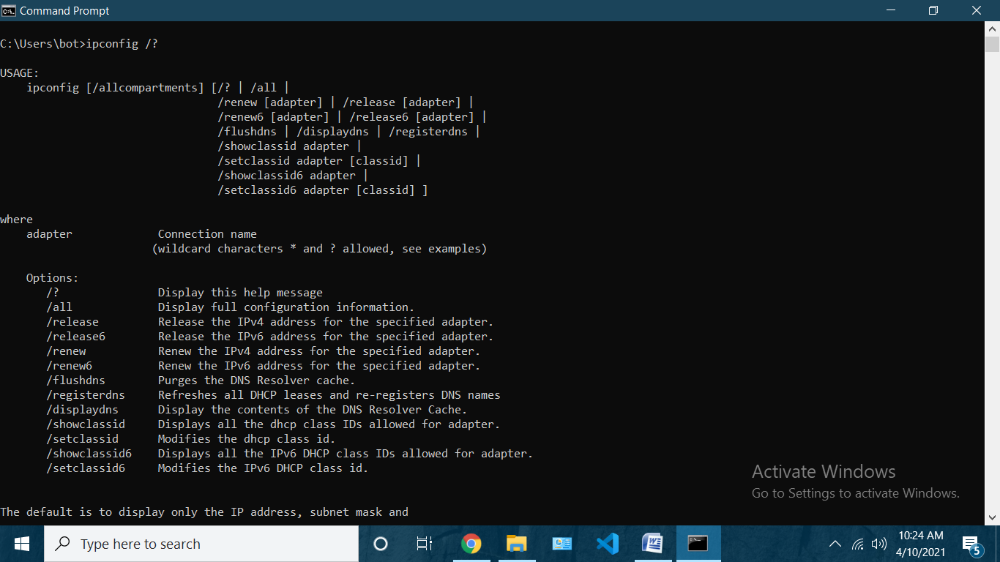 Command Prompt
C:\Users\bot>ipconfig /?
USAGE:
ipconfig [/allcompartments] [/? | /all |
/renew [adapter] | /release [adapter] |
/renew6 [adapter] | /release6 [adapter] |
/flushdns | /displaydns | /registerdns |
/showclassid adapter |
/setclassid adapter [classid] |
/showclassid6 adapter |
/setclassid6 adapter [classid] ]
where
adapter Connection name
(wildcard characters * and ? allowed, see examples)
Options:
/? Display this help message
/all Display full configuration information.
/release Release the IPv4 address for the specified adapter.
/release6 Release the IPv6 address for the specified adapter.
/renew Renew the IPv4 address for the specified adapter.
/renew6 Renew the IPv6 address for the specified adapter.
/flushdns Purges the DNS Resolver cache.
/registerdns Refreshes all DHCP leases and re-registers DNS names
/displaydns Display the contents of the DNS Resolver Cache.
/showclassid Displays all the dhcp class IDs allowed for adapter.
/setclassid Modifies the dhcp class id.
/showclassid6 Displays all the IPv6 DHCP class IDs allowed for adapter.
/setclassid6 Modifies the IPv6 DHCP class id.
The default is to display only the IP address, subnet mask and
Activate Windows
Go to Settings to activate Windows.
Type here to search
10:24 AM
4/10/2021
5